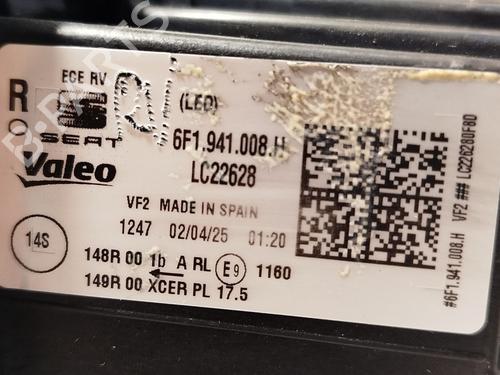 ECE RV
R
(LED)
SEAT
6F1.941.008.H
Valeo
LC22628
VF2 MADE IN SPAIN
1247 02/04/25 01:20
14S
148R 00 1b A RL E9 1160
149R 00 XCER PL 17.5
#6F1.941.008.H VF2 ### LC226280F8D